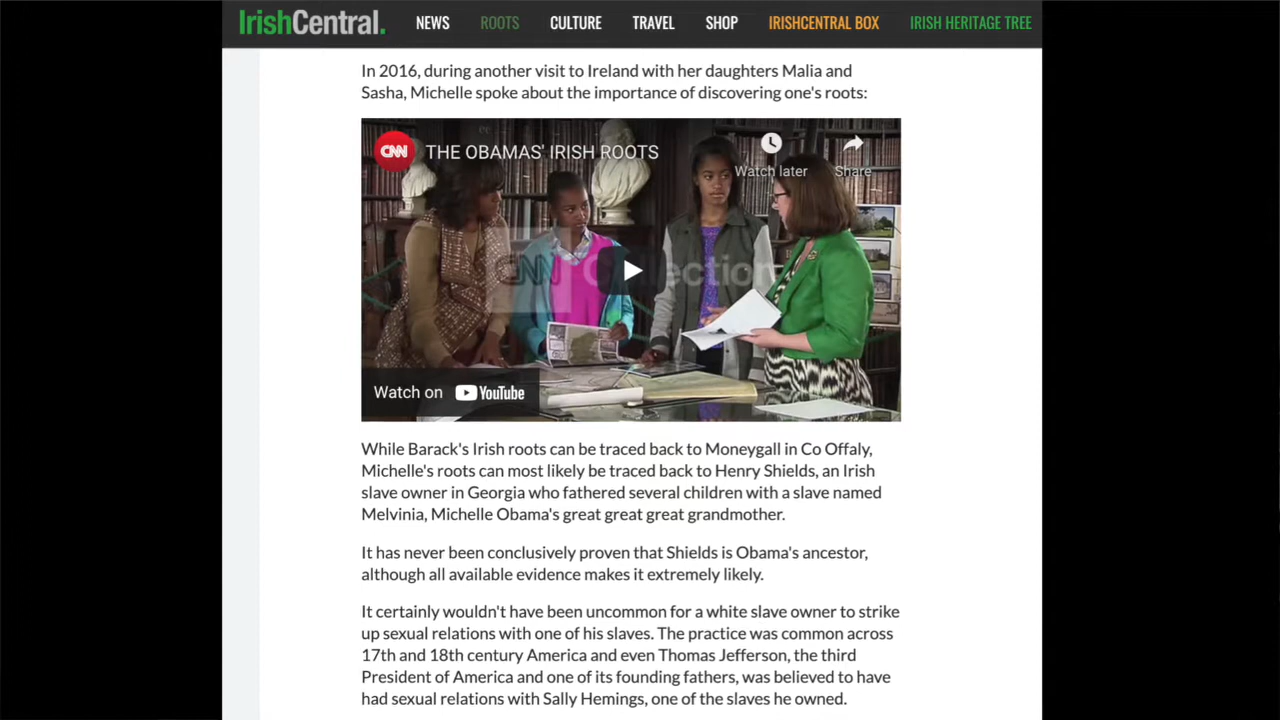 IrishCentral. NEWS ROOTS CULTURE TRAVEL SHOP IRISHCENTRAL BOX IRISH HERITAGE TREE
In 2016, during another visit to Ireland with her daughters Malia and
Sasha, Michelle spoke about the importance of discovering one's roots:
CNN THE OBAMAS' IRISH ROOTS
Watch later Share
CNN Collection
Watch on YouTube
While Barack's Irish roots can be traced back to Moneygall in Co Offaly,
Michelle's roots can most likely be traced back to Henry Shields, an Irish
slave owner in Georgia who fathered several children with a slave named
Melvinia, Michelle Obama's great great great grandmother.
It has never been conclusively proven that Shields is Obama's ancestor,
although all available evidence makes it extremely likely.
It certainly wouldn't have been uncommon for a white slave owner to strike
up sexual relations with one of his slaves. The practice was common across
17th and 18th century America and even Thomas Jefferson, the third
President of America and one of its founding fathers, was believed to have
had sexual relations with Sally Hemings, one of the slaves he owned.